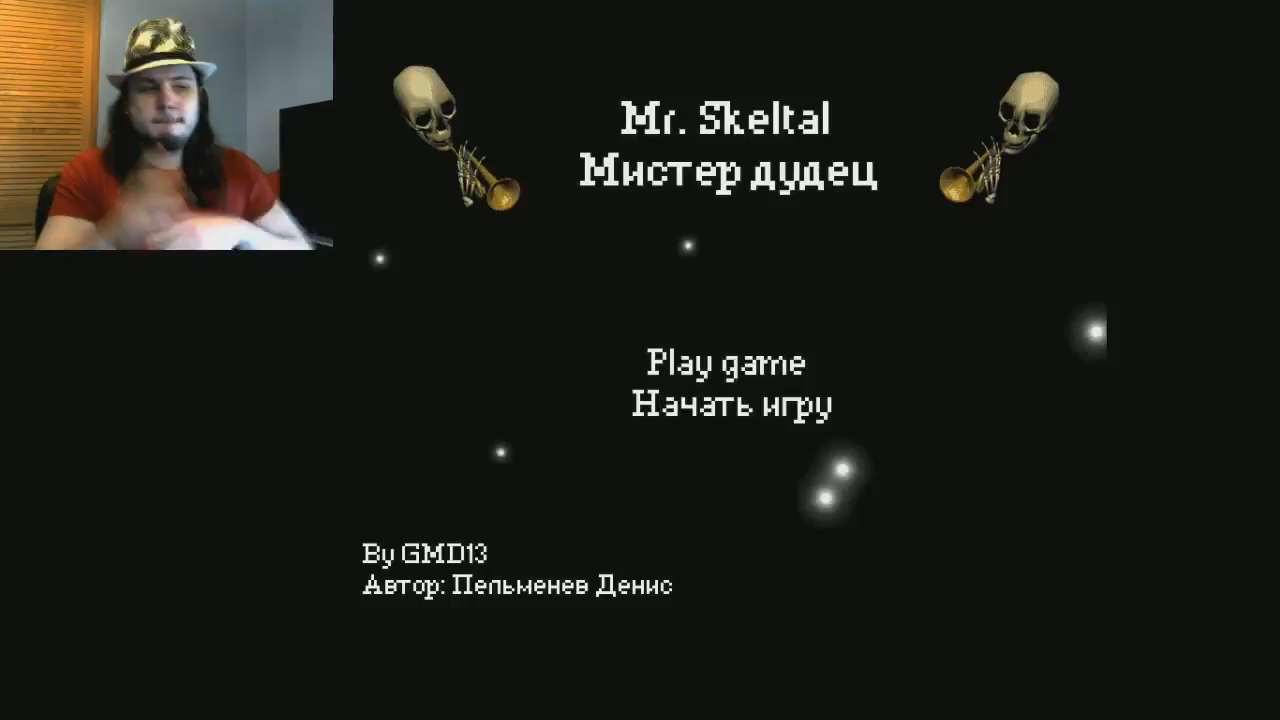 Mr. Skeltal
Мистер дудец
Play game
Начать игру
By GMD13
Автор: Пельменев Денис